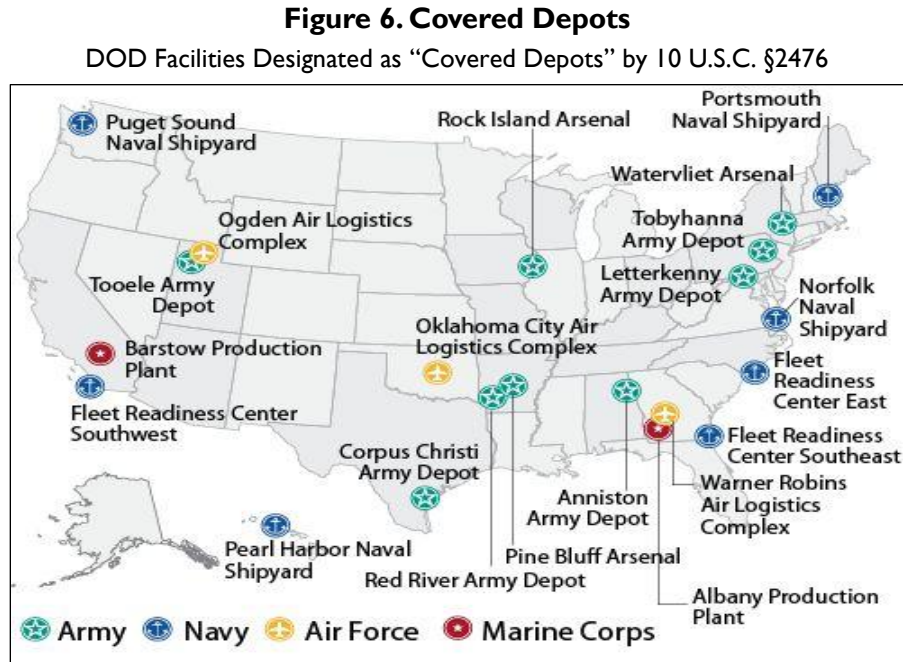 Figure 6. Covered Depots
DOD Facilities Designated as “Covered Depots” by 10 U.S.C. §2476
Puget Sound
Naval Shipyard
Rock Island Arsenal
Portsmouth
Naval Shipyard
Watervliet Arsenal
Ogden Air Logistics
Complex
Tobyhanna
Army Depot
Tooele Army
Depot
Letterkenny
Army Depot
Norfolk
Naval
Shipyard
Barstow Production
Plant
Oklahoma City Air
Logistics Complex
Fleet
Readiness
Center East
Fleet Readiness Center
Southwest
Fleet Readiness
Center Southeast
Corpus Christi
Army Depot
Warner Robins
Air Logistics
Complex
Anniston
Army Depot
Pearl Harbor Naval
Shipyard
Pine Bluff Arsenal
Red River Army Depot
Albany Production
Plant
Army
Navy
Air Force
Marine Corps